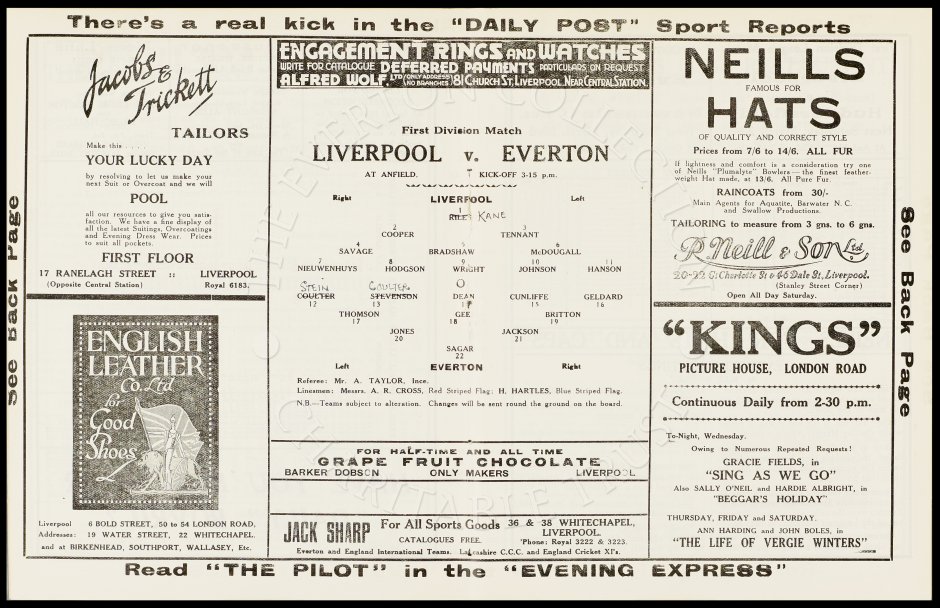 There's a real kick in the "DAILY POST" Sport Reports
See Back Page
Jacobs & Trickett
TAILORS
Make this . . . .
YOUR LUCKY DAY
by resolving to let us make your
next Suit or Overcoat and we will
POOL
all our resources to give you satis-
faction. We have a fine display of
all the latest Suitings, Overcoatings
and Evening Dress Wear. Prices
to suit all pockets.
FIRST FLOOR
17 RANELAGH STREET :: LIVERPOOL
(Opposite Central Station) Royal 6183.
ENGLISH
LEATHER
Co Ltd
for
Good
Shoes
Liverpool 6 BOLD STREET, 50 to 54 LONDON ROAD,
Addresses: 19 WATER STREET, 22 WHITECHAPEL.
and at BIRKENHEAD, SOUTHPORT, WALLASEY, Etc.
ENGAGEMENT RINGS AND WATCHES
WRITE FOR CATALOGUE DEFERRED PAYMENTS PARTICULARS ON REQUEST
ALFRED WOLF, LTD (ONLY ADDRESS NO BRANCHES) 81 CHURCH ST. LIVERPOOL. NEAR CENTRAL STATION.
First Division Match
LIVERPOOL v. EVERTON
AT ANFIELD. KICK-OFF 3-15 p.m.
Right LIVERPOOL Left
1
RILEY KANE
2 3
COOPER TENNANT
4 5 6
SAVAGE BRADSHAW McDOUGALL
7 8 9 10 11
NIEUWENHUYS HODGSON WRIGHT JOHNSON HANSON
O
STEIN COULTER
COULTER STEVENSON DEAN CUNLIFFE GELDARD
12 13 14 15 16
THOMSON GEE BRITTON
17 18 19
JONES JACKSON
20 21
SAGAR
22
Left EVERTON Right
Referee: Mr. A. TAYLOR, Ince.
Linesmen: Messrs. A. R. CROSS, Red Striped Flag; H. HARTLES, Blue Striped Flag.
N.B.—Teams subject to alteration. Changes will be sent round the ground on the board.
FOR HALF-TIME AND ALL TIME
GRAPE FRUIT CHOCOLATE
BARKER DOBSON ONLY MAKERS LIVERPOOL
JACK SHARP For All Sports Goods 36 & 38 WHITECHAPEL,
LIVERPOOL.
CATALOGUES FREE. 'Phone: Royal 3222 & 3223.
Everton and England International Teams. Lancashire C.C.C. and England Cricket XI's.
NEILLS
FAMOUS FOR
HATS
OF QUALITY AND CORRECT STYLE
Prices from 7/6 to 14/6. ALL FUR
If lightness and comfort is a consideration try one
of Neills "Plumalyte" Bowlers—the finest feather-
weight Hat made, at 13/6. All Pure Fur.
RAINCOATS from 30/-
Main Agents for Aquatite, Barwater N. C.
and Swallow Productions.
TAILORING to measure from 3 gns. to 6 gns.
R. Neill & Son Ltd.
20-22 Gt Charlotte St & 46 Dale St, Liverpool.
(Stanley Street Corner)
Open All Day Saturday.
"KINGS"
PICTURE HOUSE, LONDON ROAD
Continuous Daily from 2-30 p.m.
To-Night, Wednesday.
Owing to Numerous Repeated Requests!
GRACIE FIELDS, in
"SING AS WE GO"
Also SALLY O'NEIL and HARDIE ALBRIGHT, in
"BEGGAR'S HOLIDAY"
THURSDAY, FRIDAY and SATURDAY.
ANN HARDING and JOHN BOLES, in
"THE LIFE OF VERGIE WINTERS"
See Back Page
Read "THE PILOT" in the "EVENING EXPRESS"
THE EVERTON COLLECTION
CHARITABLE TRUST